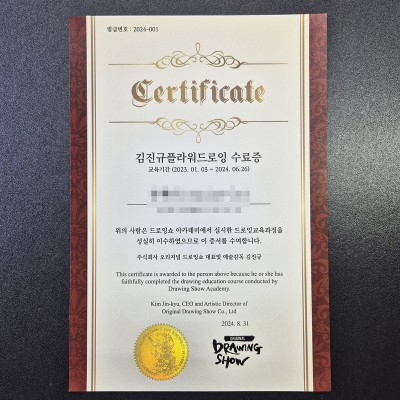 발급번호 : 2024-001
Certificate
김진규플라워드로잉 수료증
교육기간 (2023. 01. 03 ~ 2024. 06.26)
위의 사람은 드로잉쇼 아카데미에서 실시한 드로잉교육과정을
성실히 이수하였으므로 이 증서를 수여합니다.
주식회사 오리지널 드로잉쇼 대표및 예술감독 김진규
This certificate is awarded to the person above because he or she has
faithfully completed the drawing education course conducted by
Drawing Show Academy.
Kim Jin-kyu, CEO and Artistic Director of
Original Drawing Show Co., Ltd
2024. 8. 31
ORIGINAL
DRAWING
SHOW